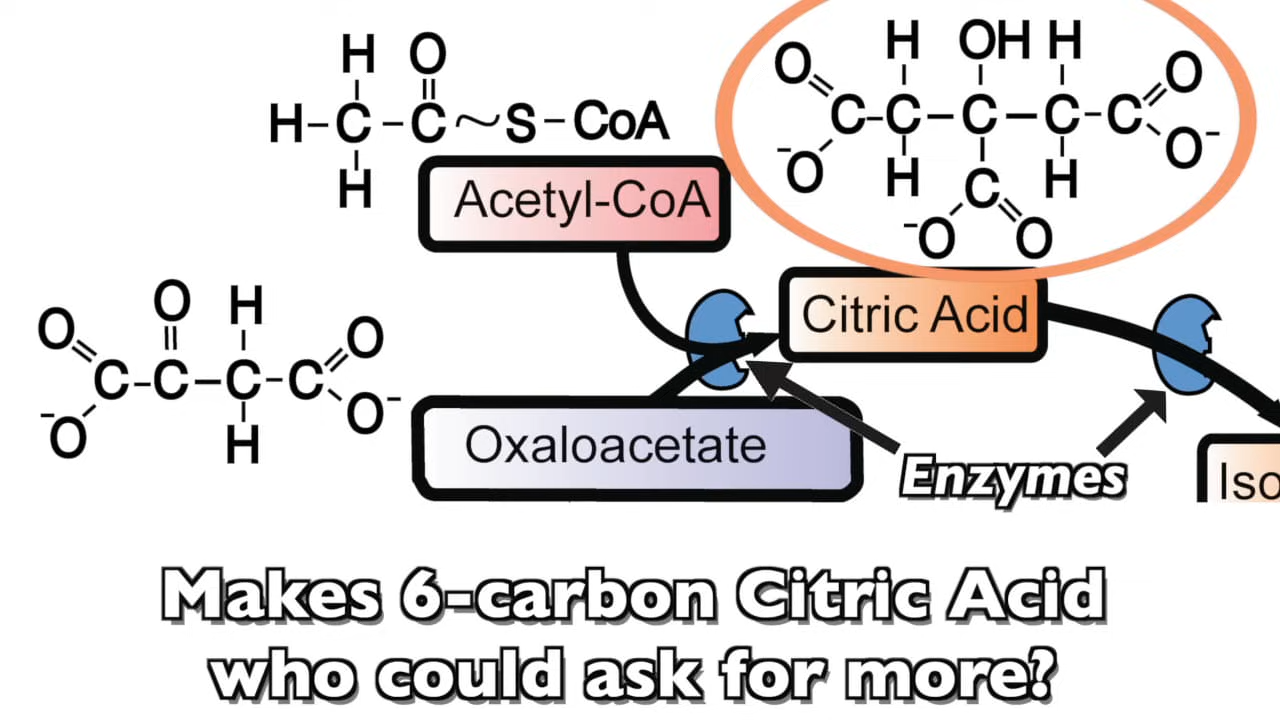 H O
H-C-C~S-CoA
H
Acetyl-CoA
H OH H
O O
C-C-C-C-C
-O H H O-
C
-O O
Citric Acid
O H
O O
C-C-C-C
-O H O-
Oxaloacetate
Enzymes
Iso
Makes 6-carbon Citric Acid
who could ask for more?